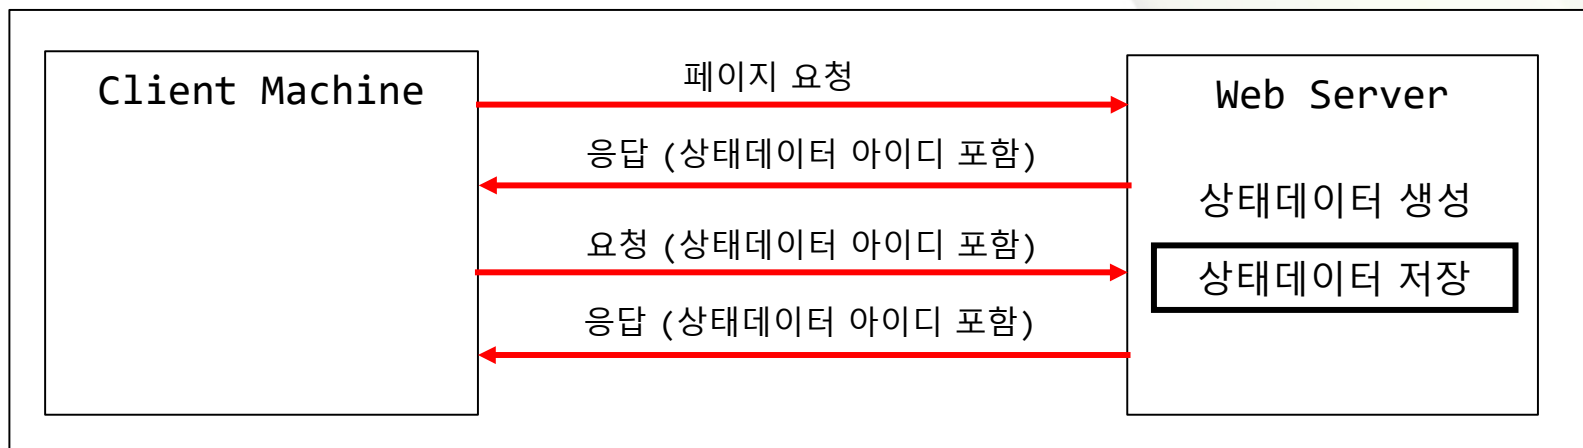 Client Machine
페이지 요청
응답 (상태데이터 아이디 포함)
요청 (상태데이터 아이디 포함)
응답 (상태데이터 아이디 포함)
Web Server
상태데이터 생성
상태데이터 저장